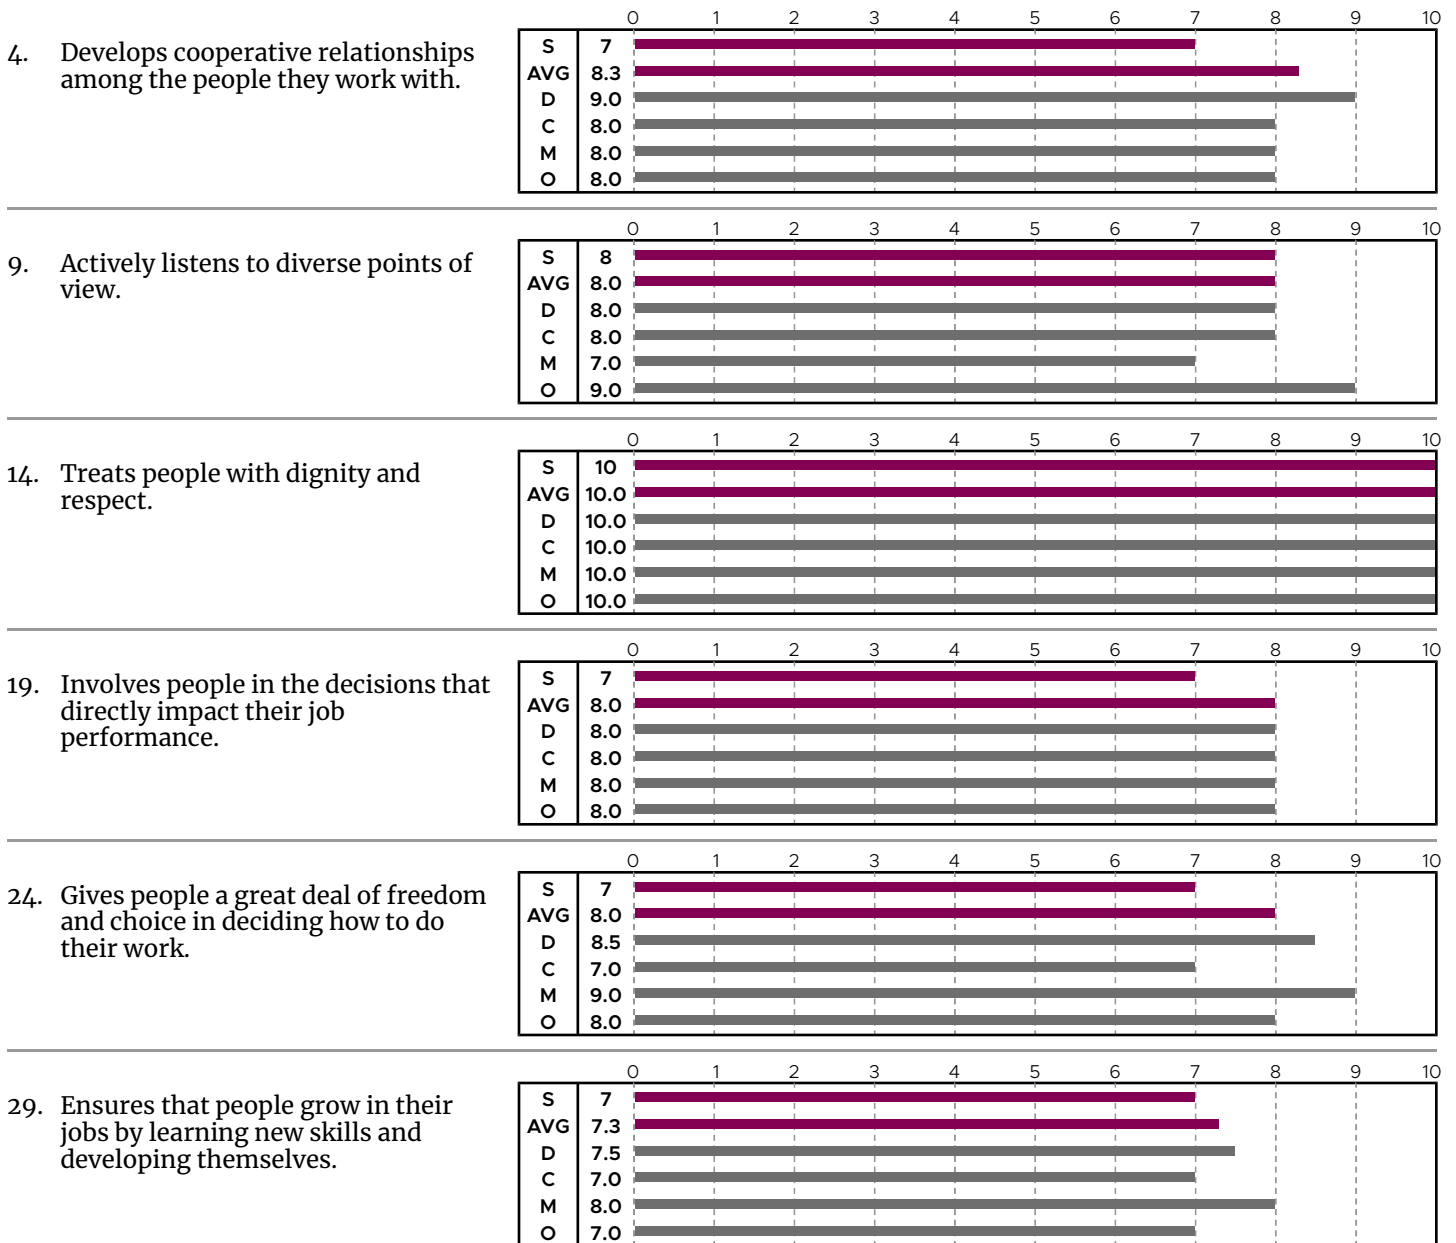 0 1 2 3 4 5 6 7 8 9 10
4. Develops cooperative relationships
among the people they work with.
S 7
AVG 8.3
D 9.0
C 8.0
M 8.0
O 8.0
0 1 2 3 4 5 6 7 8 9 10
9. Actively listens to diverse points of
view.
S 8
AVG 8.0
D 8.0
C 8.0
M 7.0
O 9.0
0 1 2 3 4 5 6 7 8 9 10
14. Treats people with dignity and
respect.
S 10
AVG 10.0
D 10.0
C 10.0
M 10.0
O 10.0
0 1 2 3 4 5 6 7 8 9 10
19. Involves people in the decisions that
directly impact their job
performance.
S 7
AVG 8.0
D 8.0
C 8.0
M 8.0
O 8.0
0 1 2 3 4 5 6 7 8 9 10
24. Gives people a great deal of freedom
and choice in deciding how to do
their work.
S 7
AVG 8.0
D 8.5
C 7.0
M 9.0
O 8.0
0 1 2 3 4 5 6 7 8 9 10
29. Ensures that people grow in their
jobs by learning new skills and
developing themselves.
S 7
AVG 7.3
D 7.5
C 7.0
M 8.0
O 7.0